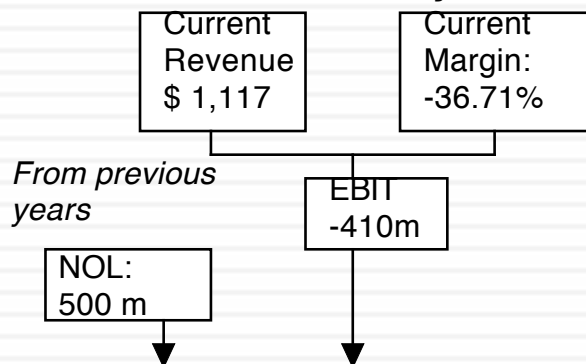 Current
Revenue
$ 1,117
Current
Margin:
-36.71%
From previous
years
EBIT
-410m
NOL:
500 m